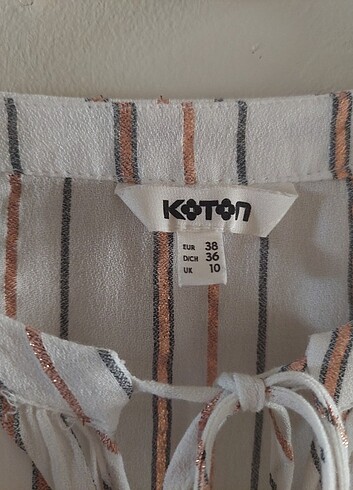 KOTON
EUR 38
D/CH 36
UK 10